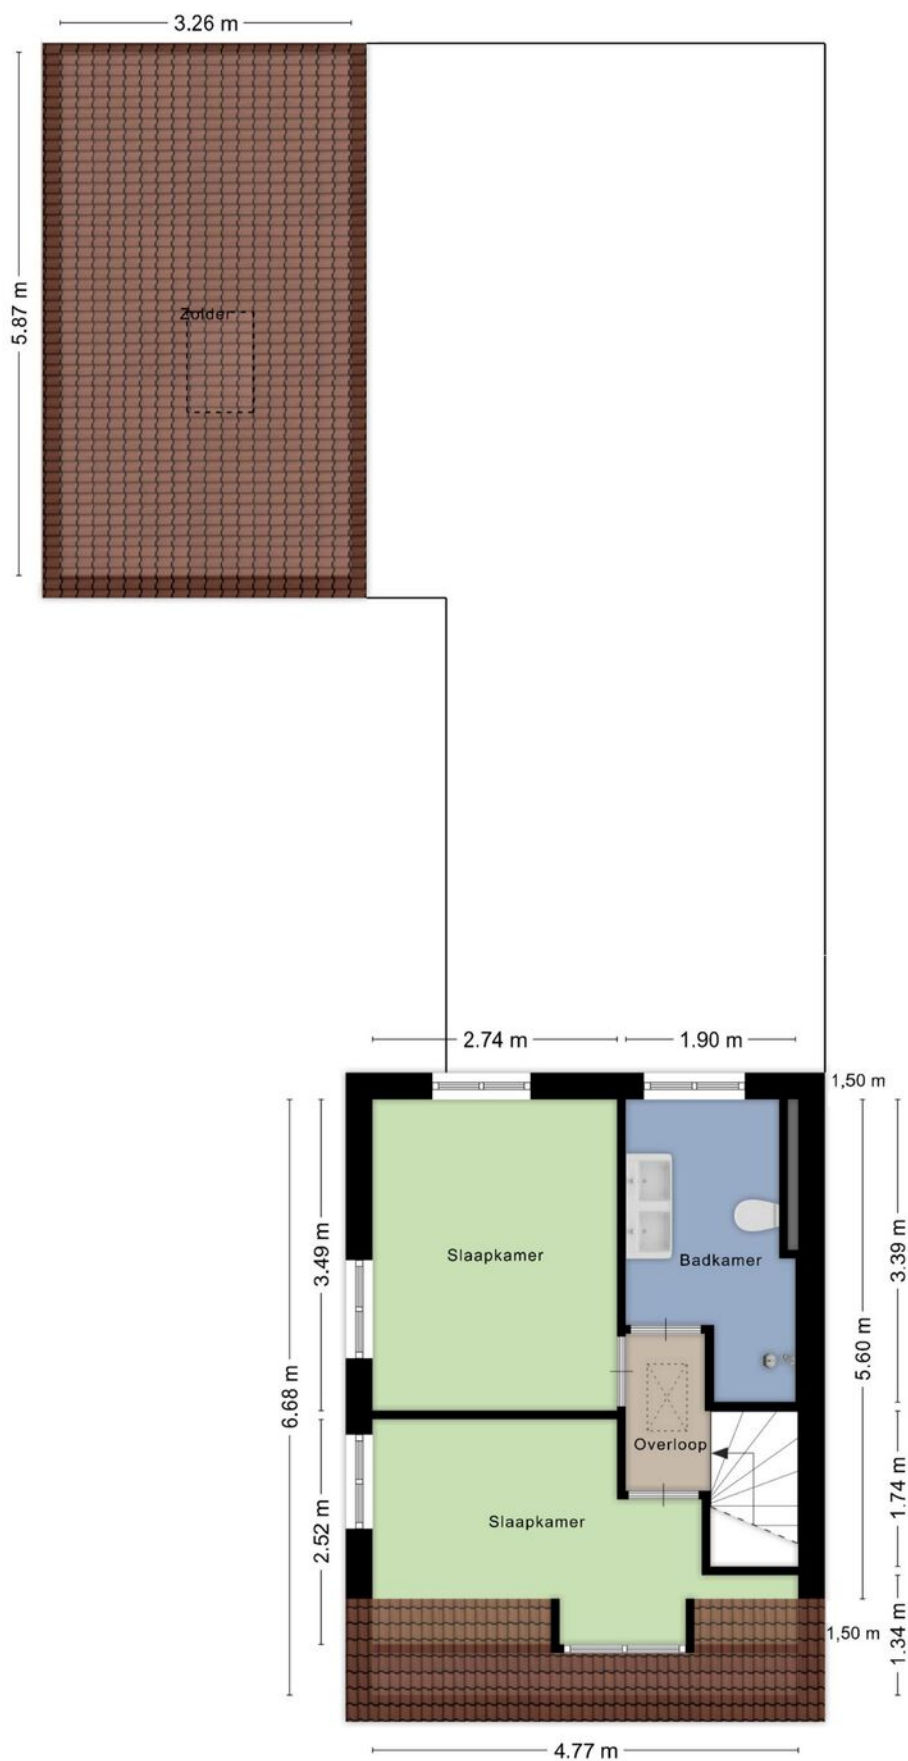 3.26 m
5.87 m
Zolder
2.74 m
1.90 m
1,50 m
3.49 m
3.39 m
Slaapkamer
Badkamer
5.60 m
6.68 m
Overloop
1.74 m
2.52 m
Slaapkamer
1,50 m
1.34 m
4.77 m